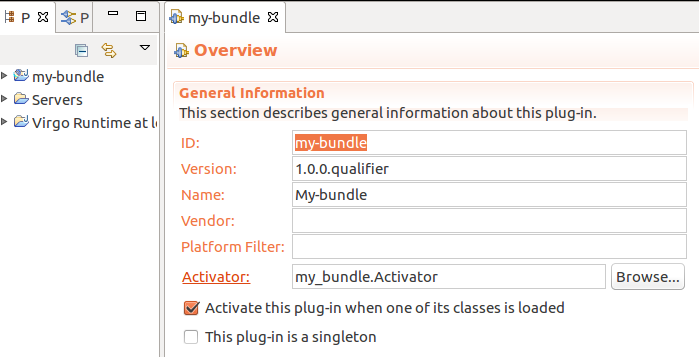 P
P
my-bundle
Servers
Virgo Runtime at
my-bundle
Overview
General Information
This section describes general information about this plug-in.
ID:
my-bundle
Version:
1.0.0.qualifier
Name:
My-bundle
Vendor:
Platform Filter:
Activator:
my_bundle.Activator
Browse...
Activate this plug-in when one of its classes is loaded
This plug-in is a singleton